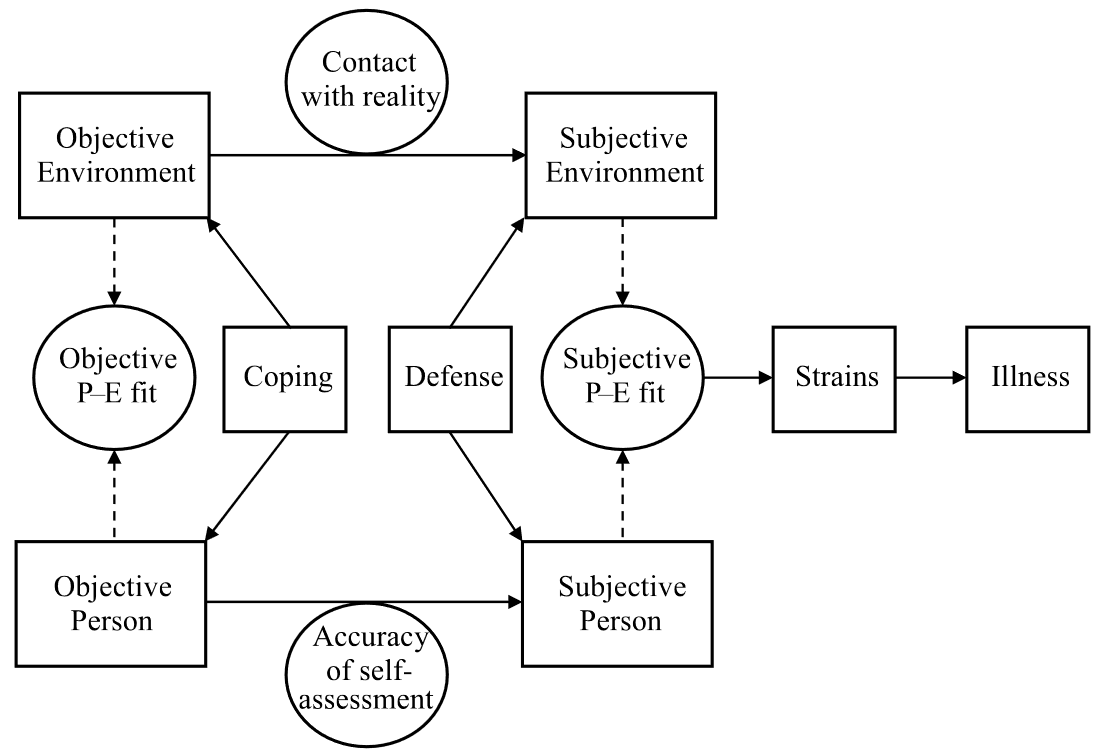 Contact
with reality
Objective
Environment
Subjective
Environment
Objective
P–E fit
Coping
Defense
Subjective
P–E fit
Strains
Illness
Objective
Person
Subjective
Person
Accuracy
of self-
assessment